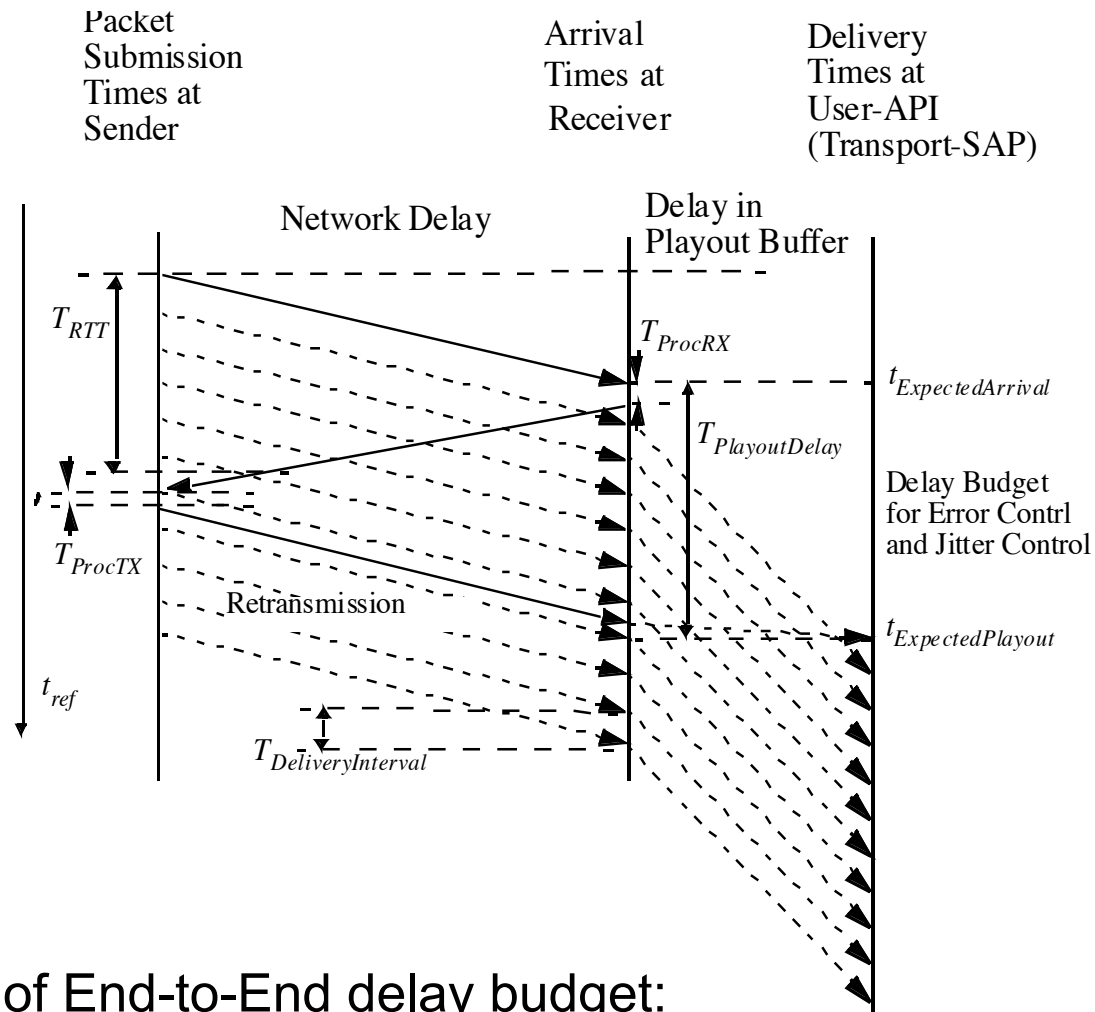 Packet
Submission
Times at
Sender
Arrival
Times at
Receiver
Delivery
Times at
User-API
(Transport-SAP)
Network Delay
Delay in
Playout Buffer
T_RTT
T_ProcRX
t_ExpectedArrival
T_PlayoutDelay
Delay Budget
for Error Contrl
and Jitter Control
T_ProcTX
Retransmission
t_ExpectedPlayout
t_ref
T_DeliveryInterval
of End-to-End delay budget: